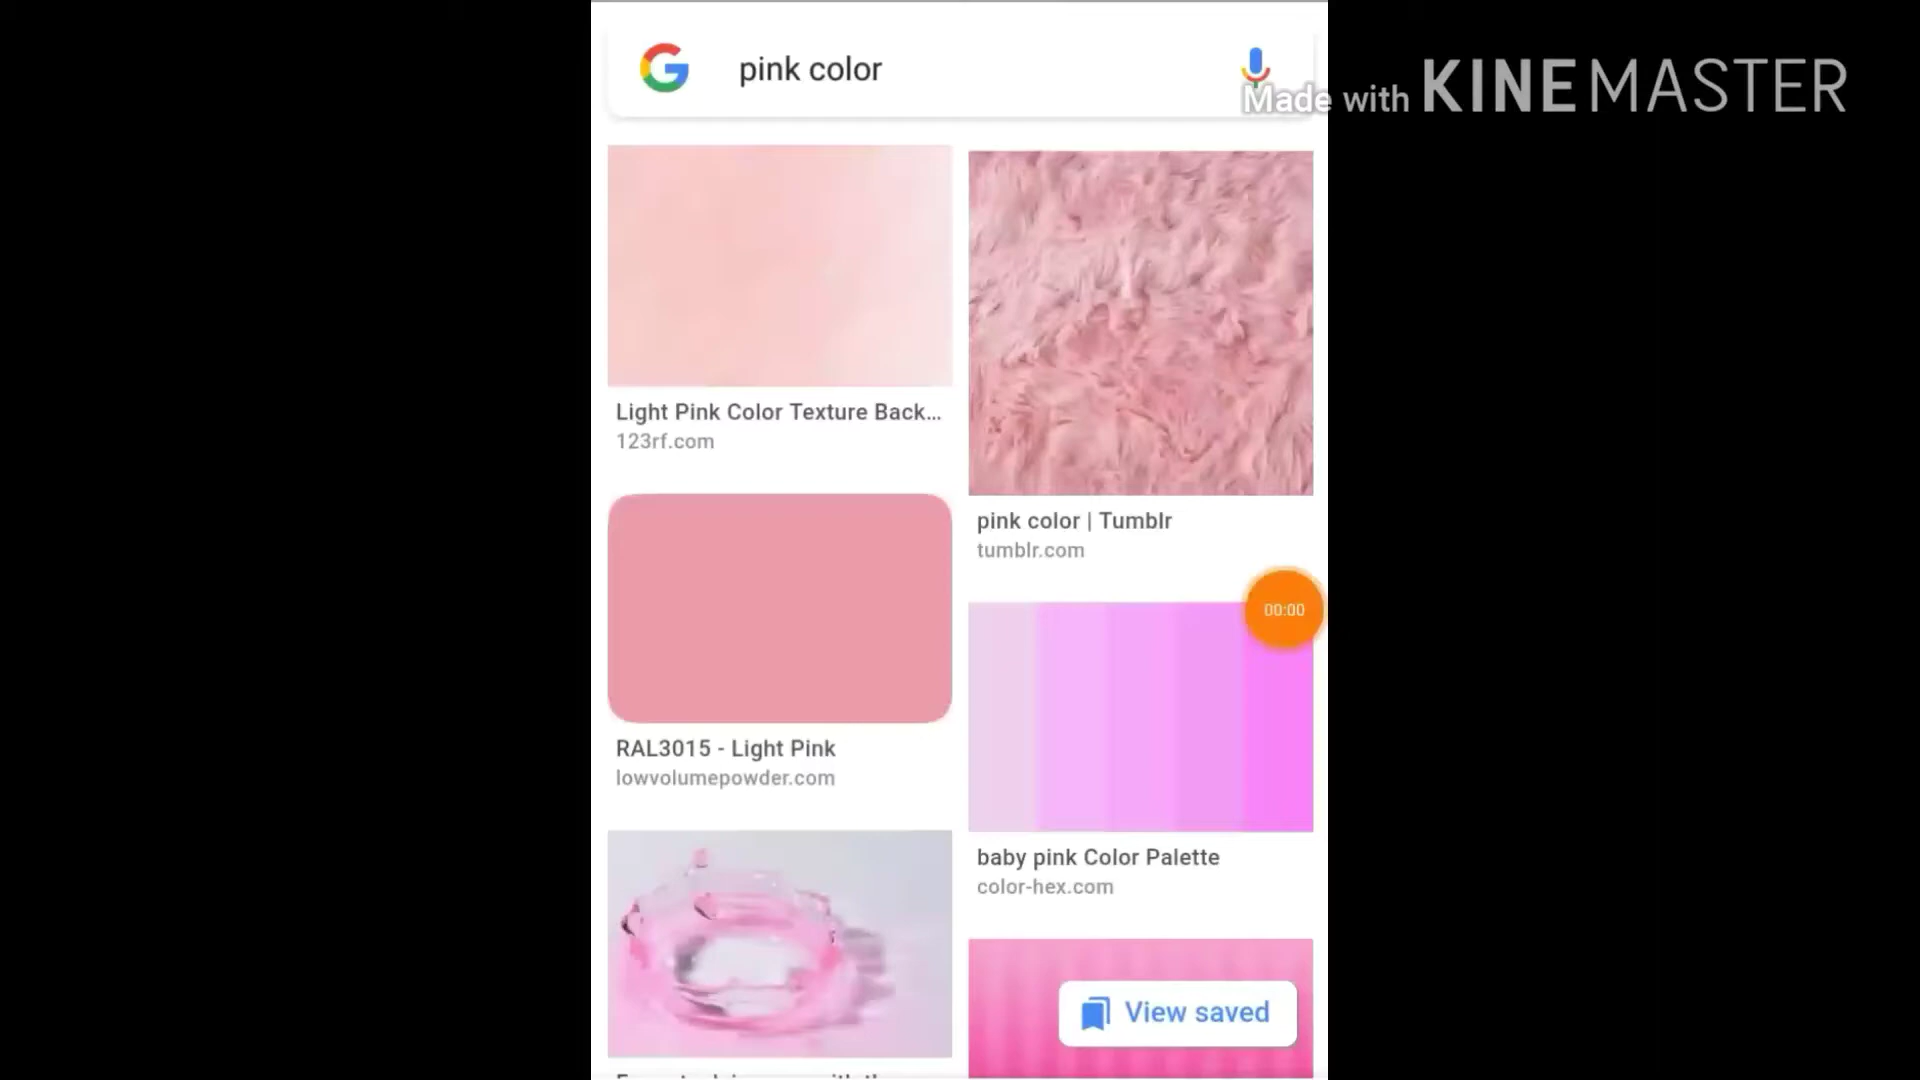 pink color
Made with KINEMASTER
Light Pink Color Texture Back...
123rf.com
pink color | Tumblr
tumblr.com
00:00
RAL3015 - Light Pink
lowvolumepowder.com
baby pink Color Palette
color-hex.com
View saved